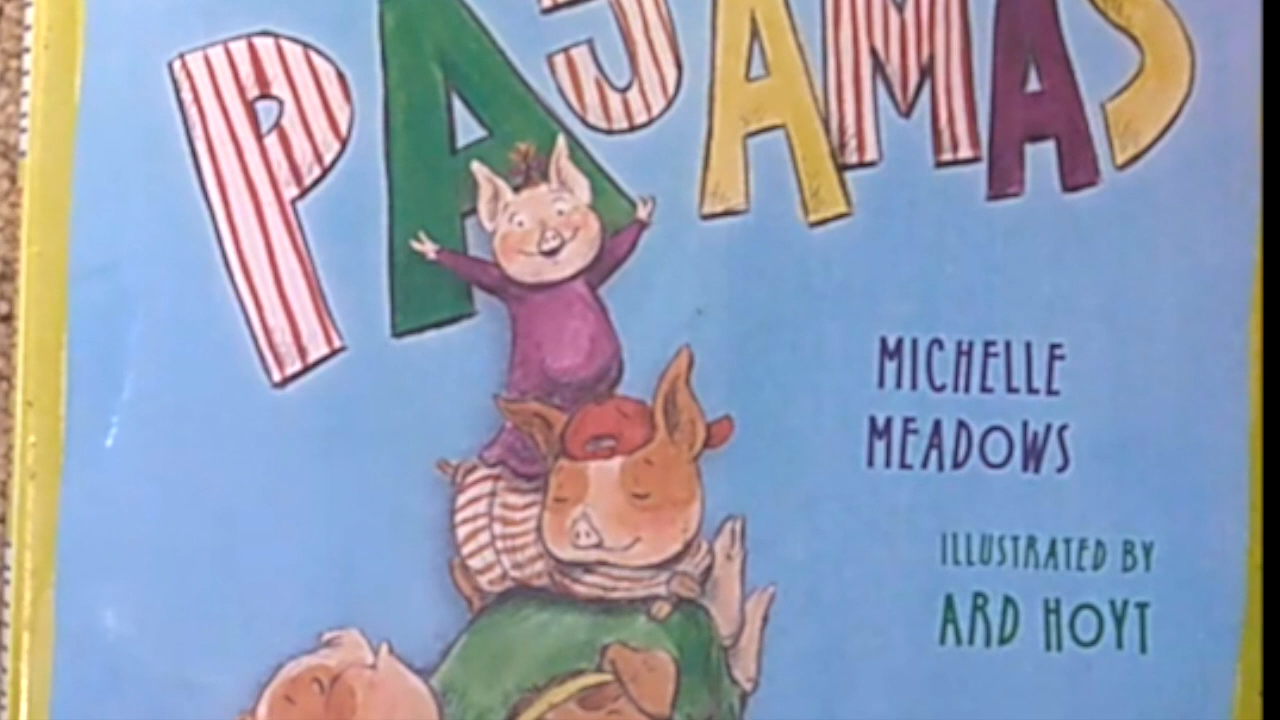 PAJAMAS
MICHELLE
MEADOWS
ILLUSTRATED BY
ARD HOYT